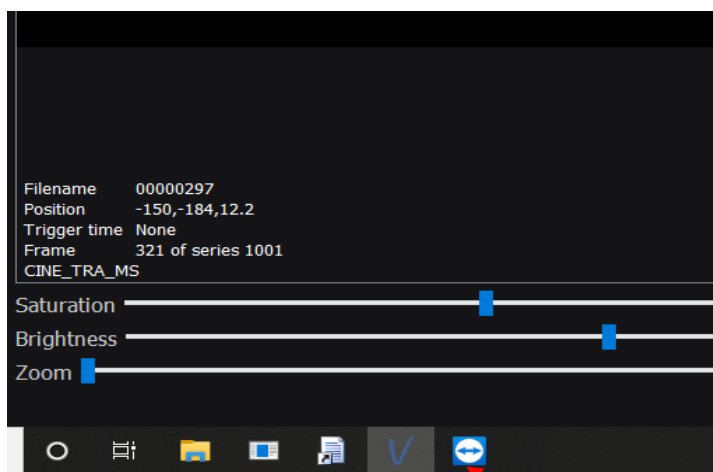 Filename 00000297
Position -150,-184,12.2
Trigger time None
Frame 321 of series 1001
CINE_TRA_MS
Saturation
Brightness
Zoom